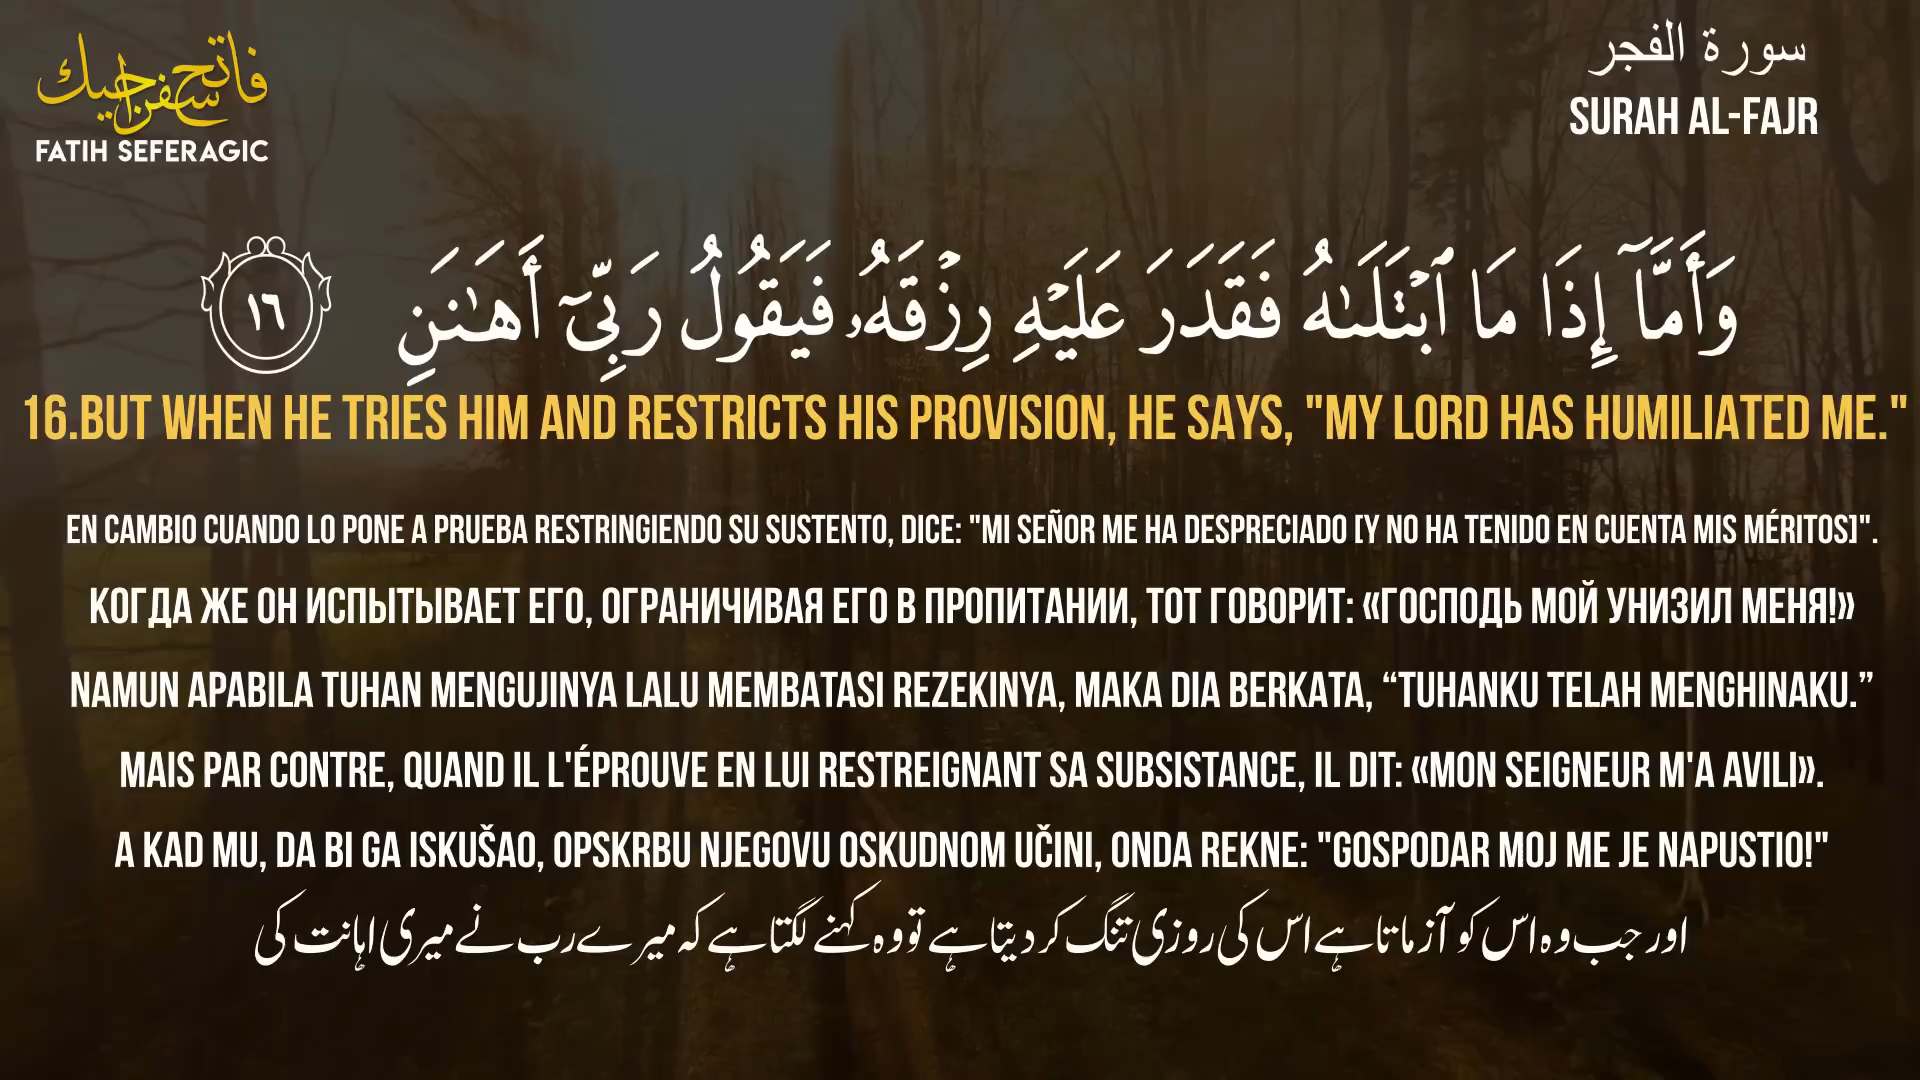 فاتح سفراجيك
FATIH SEFERAGIC
سورة الفجر
SURAH AL-FAJR
وَأَمَّآ إِذَا مَا ٱبْتَلَىٰهُ فَقَدَرَ عَلَيْهِ رِزْقَهُۥ فَيَقُولُ رَبِّىٓ أَهَـٰنَنِ ١٦
16.BUT WHEN HE TRIES HIM AND RESTRICTS HIS PROVISION, HE SAYS, "MY LORD HAS HUMILIATED ME."
EN CAMBIO CUANDO LO PONE A PRUEBA RESTRINGIENDO SU SUSTENTO, DICE: "MI SEÑOR ME HA DESPRECIADO [Y NO HA TENIDO EN CUENTA MIS MÉRITOS]".
КОГДА ЖЕ ОН ИСПЫТЫВАЕТ ЕГО, ОГРАНИЧИВАЯ ЕГО В ПРОПИТАНИИ, ТОТ ГОВОРИТ: «ГОСПОДЬ МОЙ УНИЗИЛ МЕНЯ!»
NAMUN APABILA TUHAN MENGUJINYA LALU MEMBATASI REZEKINYA, MAKA DIA BERKATA, “TUHANKU TELAH MENGHINAKU.”
MAIS PAR CONTRE, QUAND IL L'ÉPROUVE EN LUI RESTREIGNANT SA SUBSISTANCE, IL DIT: «MON SEIGNEUR M'A AVILI».
A KAD MU, DA BI GA ISKUŠAO, OPSKRBU NJEGOVU OSKUDNOM UČINI, ONDA REKNE: "GOSPODAR MOJ ME JE NAPUSTIO!"
اور جب وہ اس کو آزماتا ہے اس کی روزی تنگ کر دیتا ہے تو وہ کہنے لگتا ہے کہ میرے رب نے میری اہانت کی